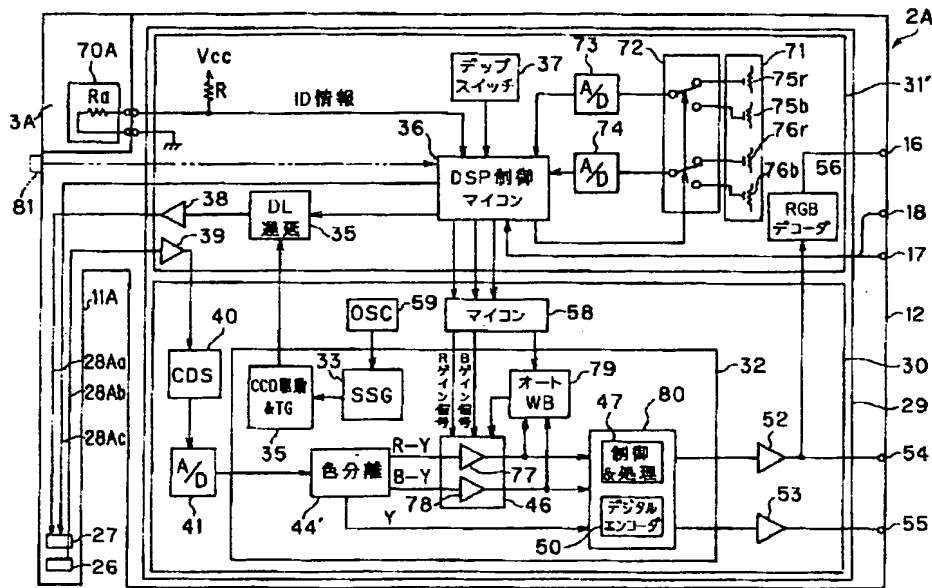 2A
70A
Vcc
R
Ra
3A
ID情報
デップ
スイッチ
37
73
A/D
72
71
75r
75b
76r
76b
31'
36
74
A/D
DSP制御
マイコン
56
RGB
デコーダ
16
18
17
81
38
39
DL
遅延
35
11A
28Aa
28Ab
28Ac
40
CDS
OSC
59
マイコン
58
12
30
29
33
SSG
CCD駆動
&TG
35
Rゲイン信号
Bゲイン信号
オート
WB
79
32
80
47
制御
&処理
52
54
A/D
41
色分離
44'
R-Y
B-Y
Y
77
78
46
50
デジタル
エンコーダ
53
55
27
26